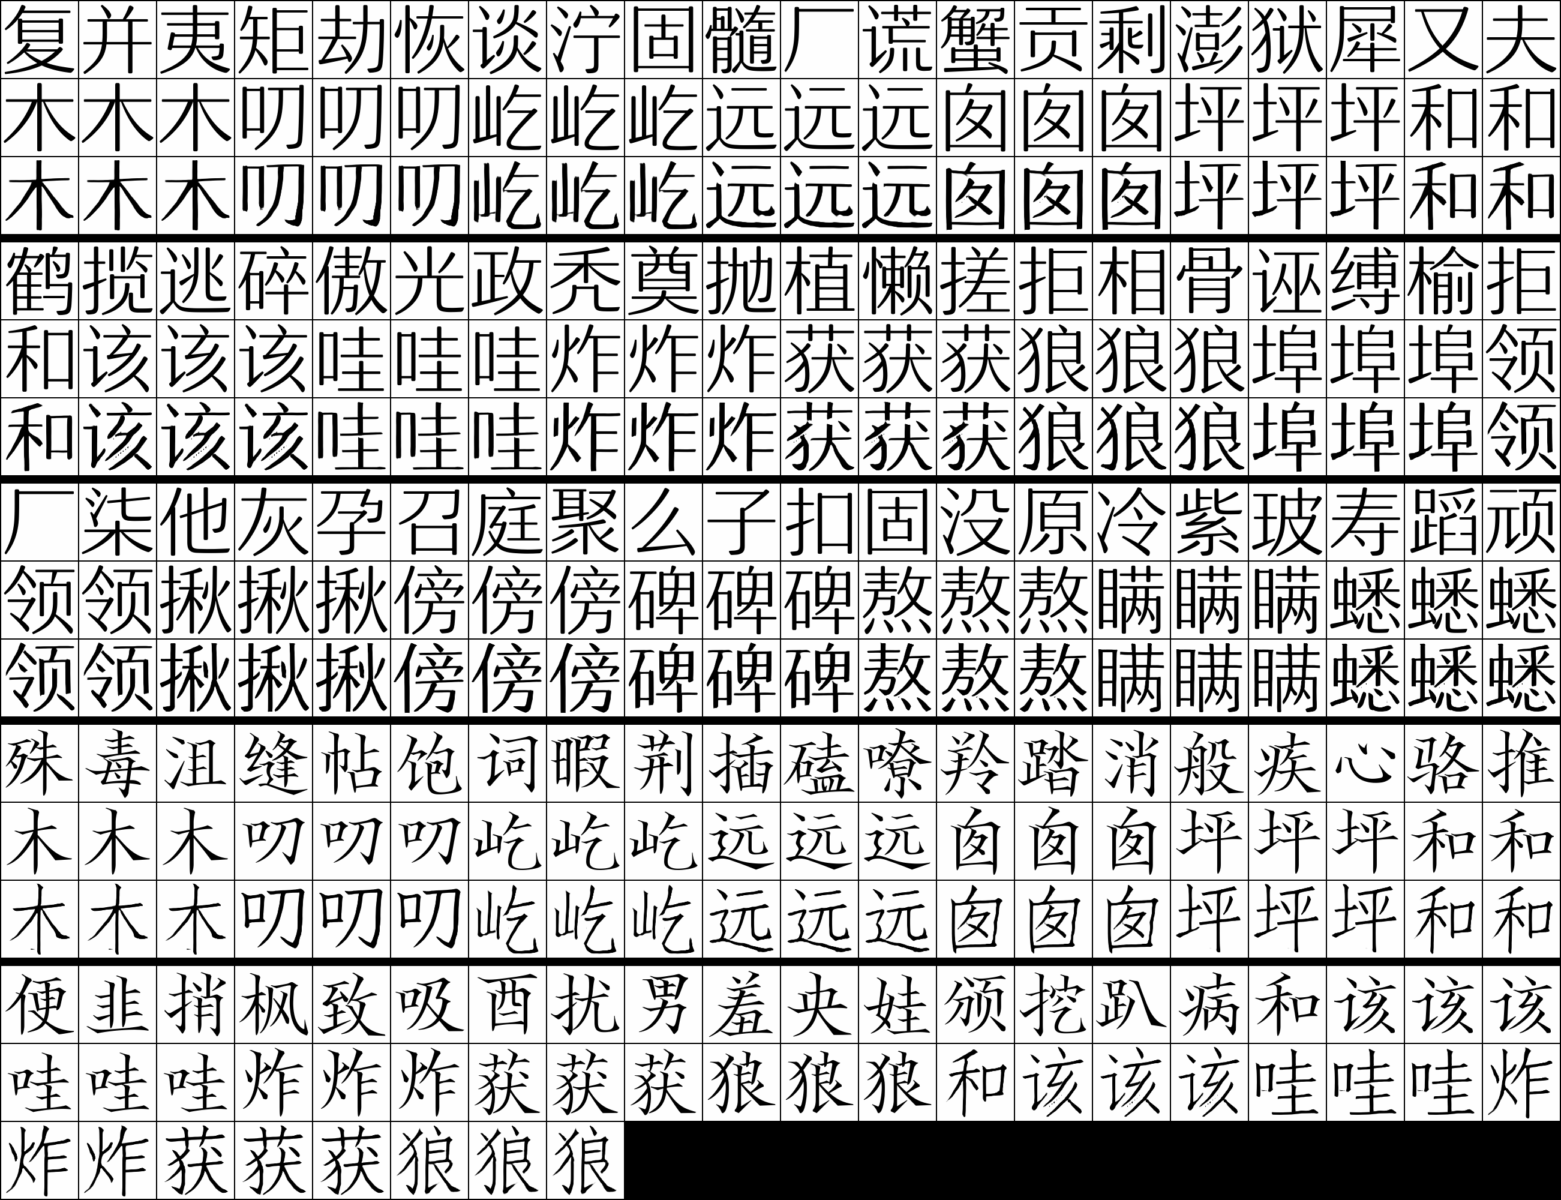 复并夷矩劫恢谈泞固髓厂谎蟹贡剩澎狱犀又夫
木木木叨叨叨屹屹屹远远远囱囱囱坪坪坪和和
木木木叨叨叨屹屹屹远远远囱囱囱坪坪坪和和
鹤揽逃碎傲光政秃奠抛植懒搓拒相骨诬缚榆拒
和该该该哇哇哇炸炸炸获获获狼狼狼埠埠埠领
和该该该哇哇哇炸炸炸获获获狼狼狼埠埠埠领
厂柒他灰孕召庭聚么子扣固没原冷紫玻寿蹈顽
领领揪揪揪傍傍傍碑碑碑熬熬熬瞒瞒瞒蟋蟋蟋
领领揪揪揪傍傍傍碑碑碑熬熬熬瞒瞒瞒蟋蟋蟋
殊毒沮缝帖饱词暇荆插磕嘹羚踏消般疾心骆推
木木木叨叨叨屹屹屹远远远囱囱囱坪坪坪和和
木木木叨叨叨屹屹屹远远远囱囱囱坪坪坪和和
便韭捎枫致吸酉扰男羞央娃颁挖趴病和该该该
哇哇哇炸炸炸获获获狼狼狼和该该该哇哇哇炸
炸炸获获获狼狼狼